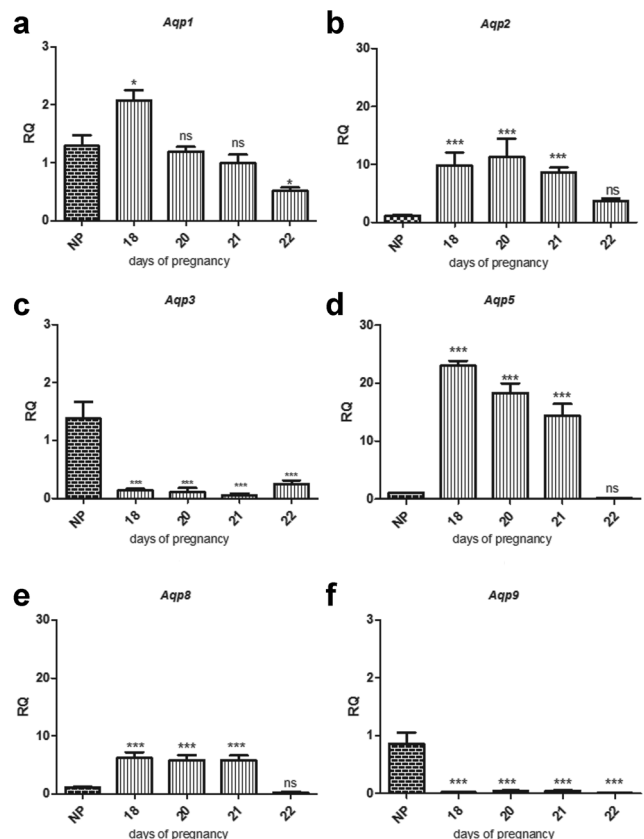 a
Aqp1
3
2
1
0
RQ
*
ns
ns
*
NP
18
20
21
22
days of pregnancy
b
Aqp2
30
20
10
0
RQ
***
***
***
ns
NP
18
20
21
22
days of pregnancy
c
Aqp3
3
2
1
0
RQ
***
***
***
***
NP
18
20
21
22
days of pregnancy
d
Aqp5
30
20
10
0
RQ
***
***
***
ns
NP
18
20
21
22
days of pregnancy
e
Aqp8
30
20
10
0
RQ
***
***
***
ns
NP
18
20
21
22
days of pregnancy
f
Aqp9
3
2
1
0
RQ
***
***
***
***
NP
18
20
21
22
days of pregnancy